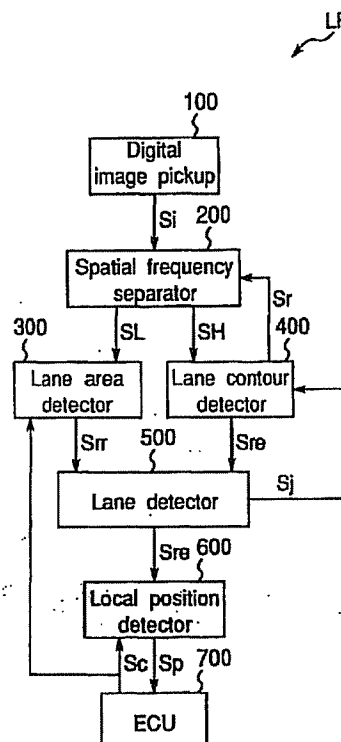 LP
100
Digital
image pickup
Si
200
Spatial frequency
separator
Sr
300
SL
SH
400
Lane area
detector
Lane contour
detector
Srr
500
Sre
Lane detector
Sj
Sre
600
Local position
detector
Sc
Sp
700
ECU